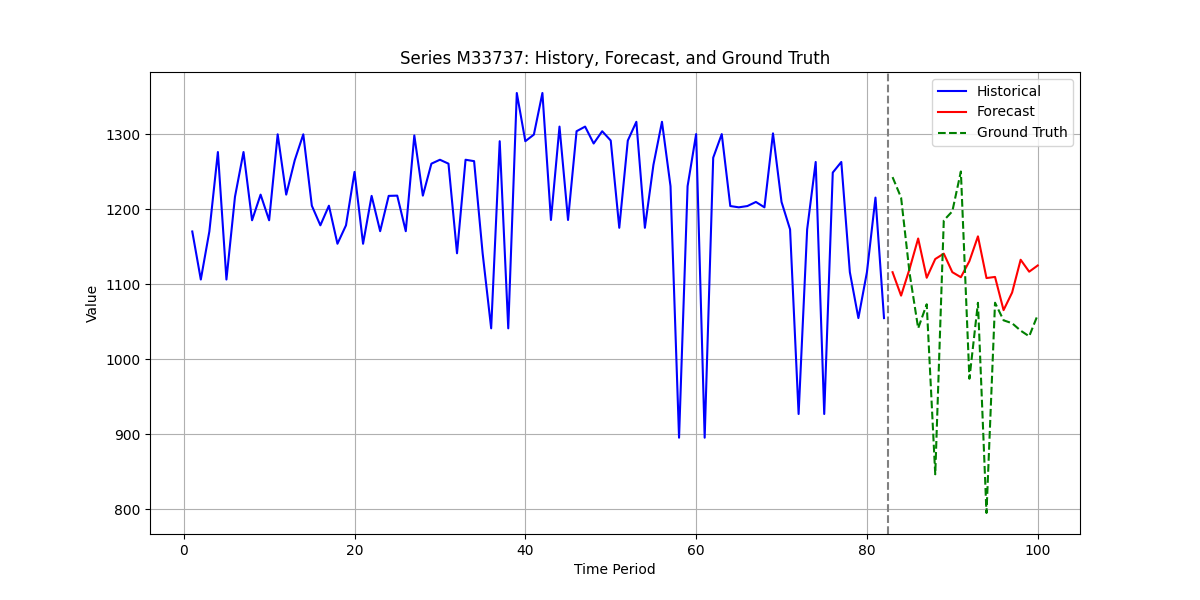 Series M33737: History, Forecast, and Ground Truth
Historical
Forecast
Ground Truth
Value
1300
1200
1100
1000
900
800
0
20
40
60
80
100
Time Period